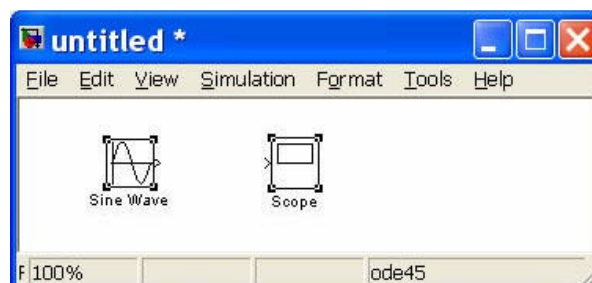 untitled *
File Edit View Simulation Format Tools Help
Sine Wave Scope
F 100% ode45